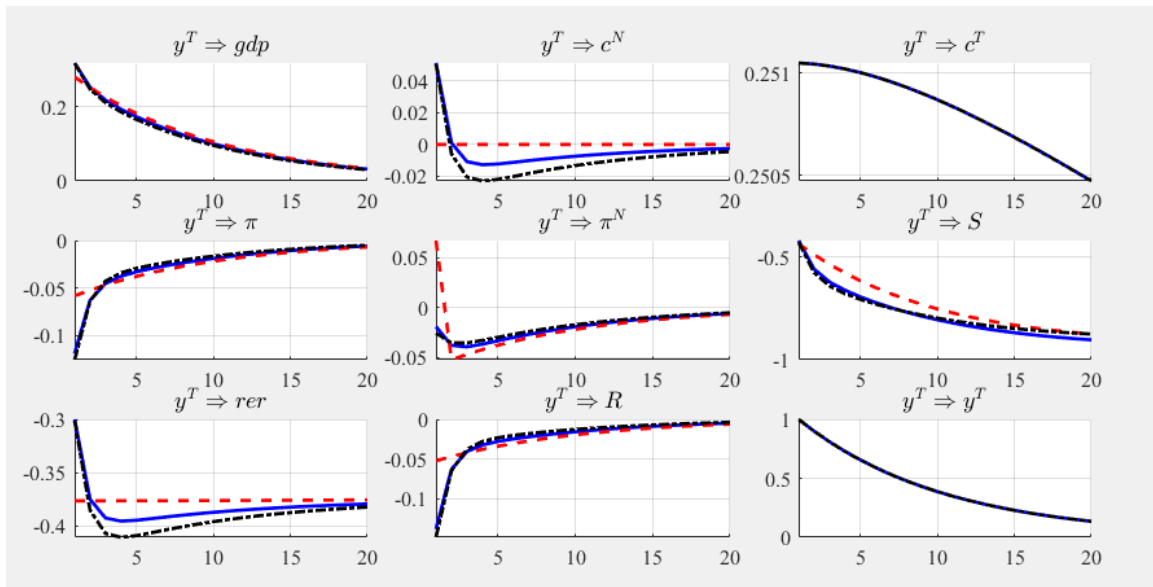 y^T ⇒ gdp
0.2
0
5 10 15 20
y^T ⇒ c^N
0.04
0.02
0
-0.02
5 10 15 20
y^T ⇒ c^T
0.251
0.2505
5 10 15 20
y^T ⇒ π
0
-0.05
-0.1
5 10 15 20
y^T ⇒ π^N
0.05
0
-0.05
5 10 15 20
y^T ⇒ S
-0.5
-1
5 10 15 20
y^T ⇒ rer
-0.3
-0.35
-0.4
5 10 15 20
y^T ⇒ R
0
-0.05
-0.1
5 10 15 20
y^T ⇒ y^T
1
0.5
0
5 10 15 20